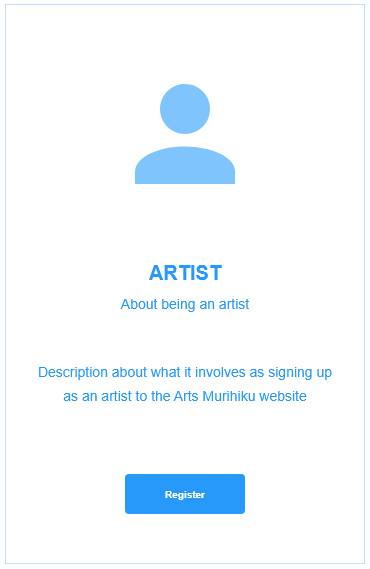 ARTIST
About being an artist
Description about what it involves as signing up
as an artist to the Arts Murihiku website
Register